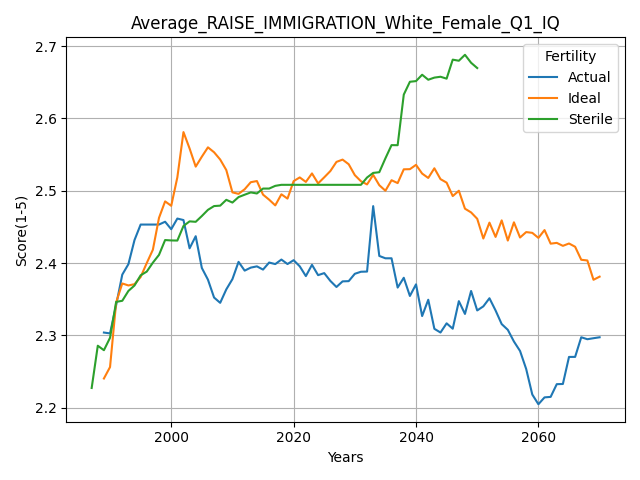 Average_RAISE_IMMIGRATION_White_Female_Q1_IQ
Fertility
Actual
Ideal
Sterile
Score(1-5)
2.7
2.6
2.5
2.4
2.3
2.2
2000
2020
2040
2060
Years